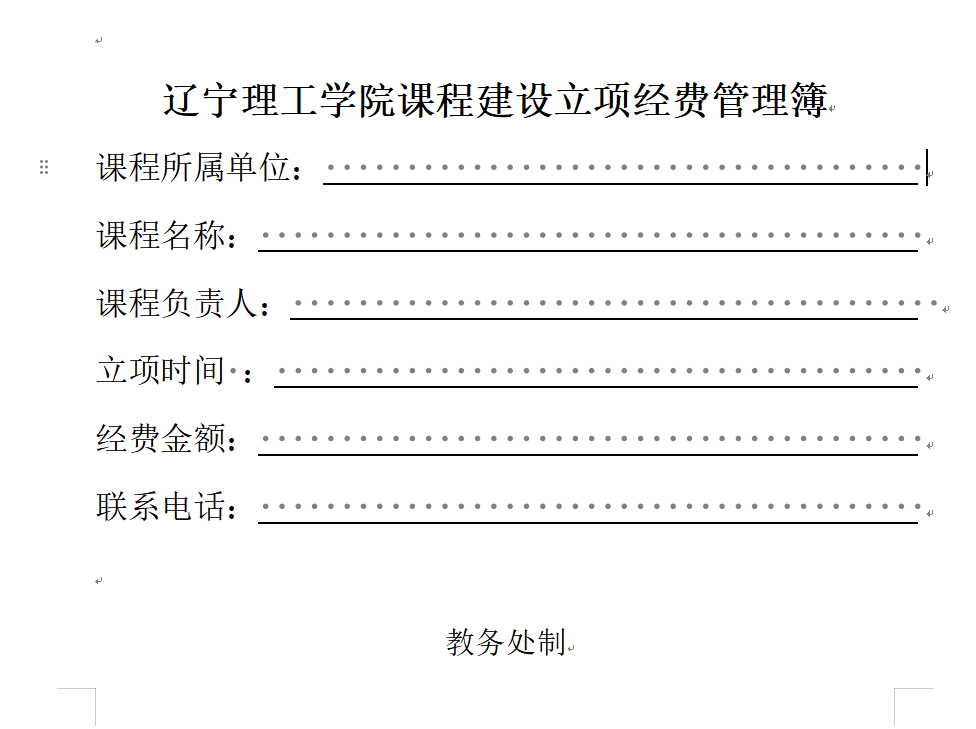 辽宁理工学院课程建设立项经费管理簿
课程所属单位：
课程名称：
课程负责人：
立项时间 ：
经费金额：
联系电话：
教务处制